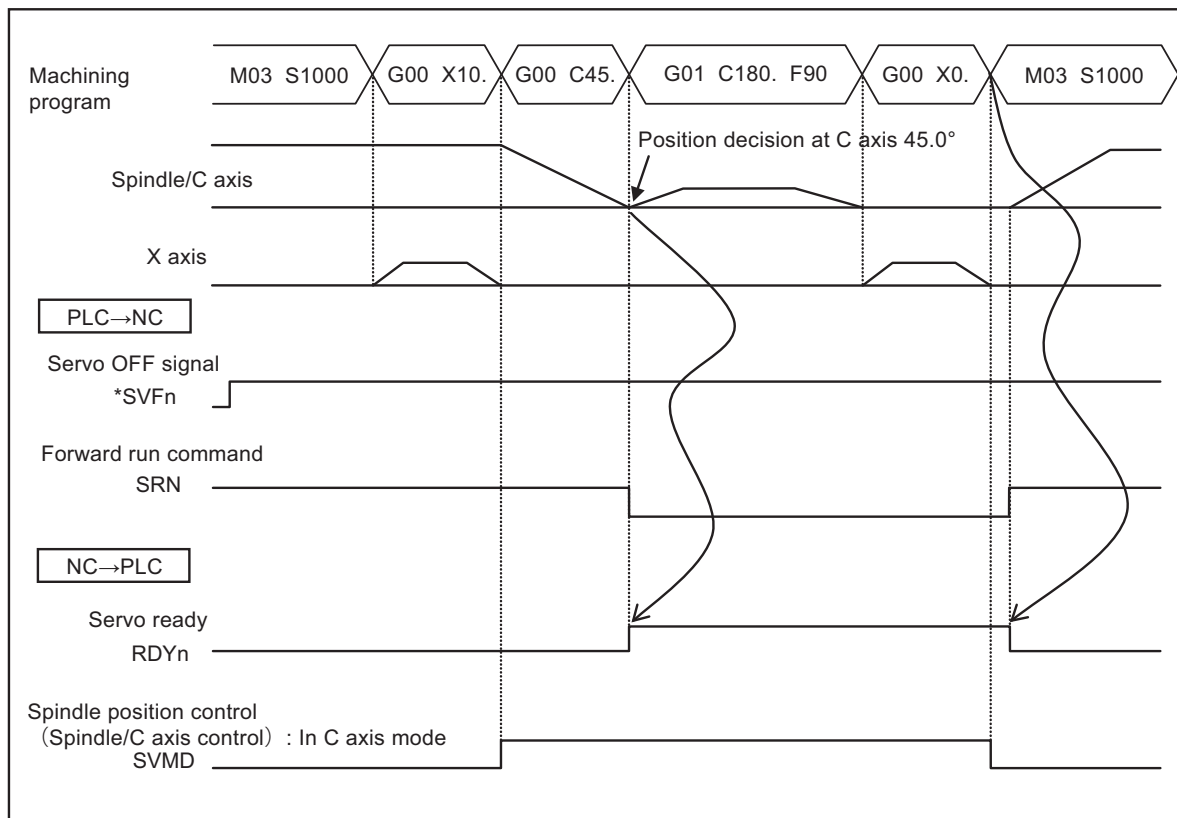 Machining
program
M03 S1000
G00 X10.
G00 C45.
G01 C180. F90
G00 X0.
M03 S1000
Position decision at C axis 45.0°
Spindle/C axis
X axis
PLC→NC
Servo OFF signal
*SVFn
Forward run command
SRN
NC→PLC
Servo ready
RDYn
Spindle position control
（Spindle/C axis control）: In C axis mode
SVMD